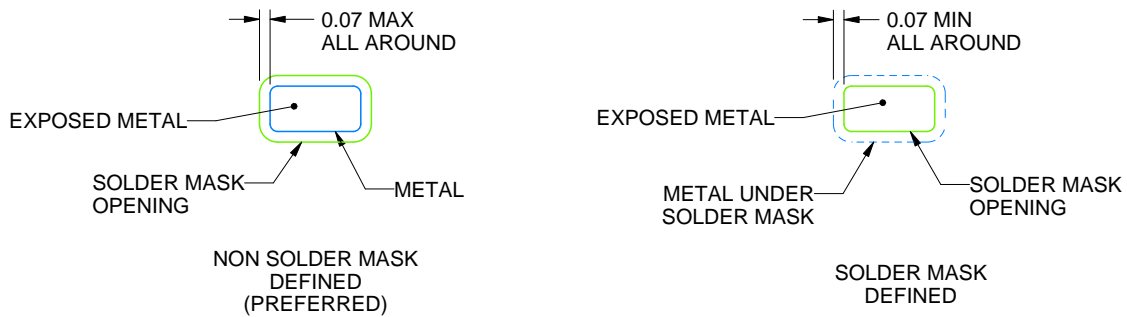 0.07 MAX
ALL AROUND
EXPOSED METAL
SOLDER MASK
OPENING
METAL
NON SOLDER MASK
DEFINED
(PREFERRED)
0.07 MIN
ALL AROUND
EXPOSED METAL
METAL UNDER
SOLDER MASK
SOLDER MASK
OPENING
SOLDER MASK
DEFINED